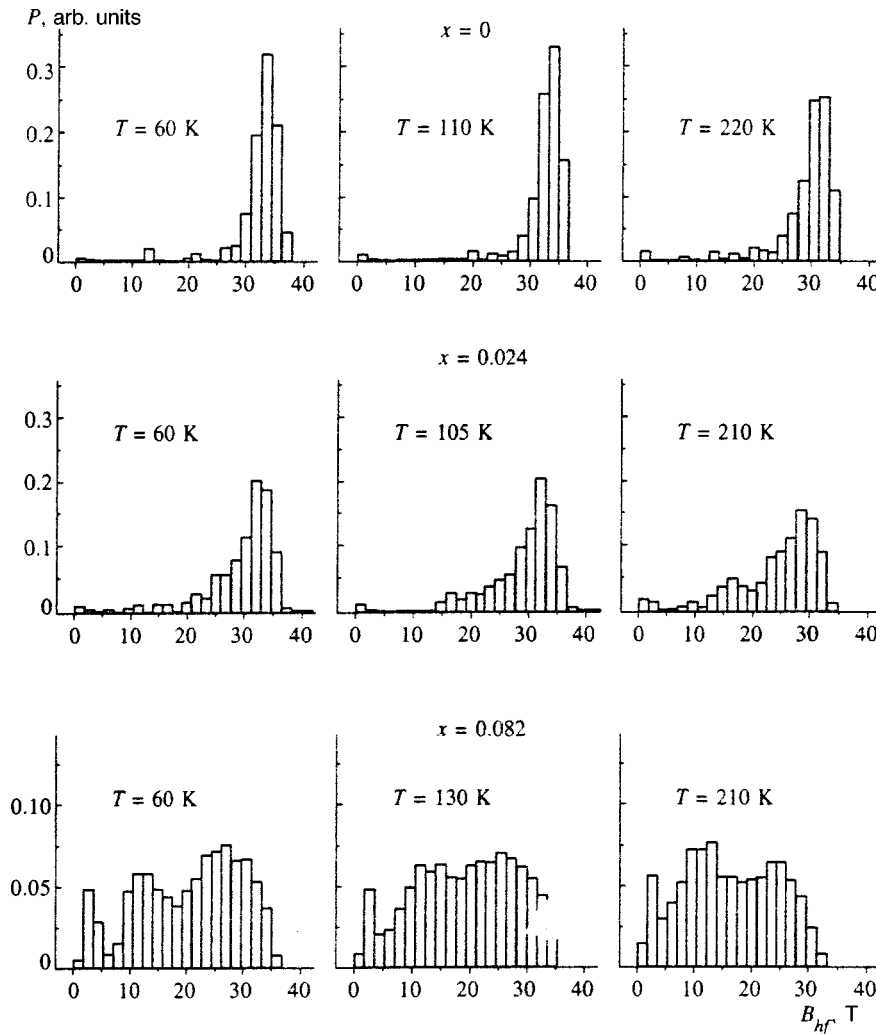 P, arb. units
x = 0
0.3
0.2
0.1
0
T = 60 K
T = 110 K
T = 220 K
0 10 20 30 40
0 10 20 30 40
0 10 20 30 40
x = 0.024
0.3
0.2
0.1
0
T = 60 K
T = 105 K
T = 210 K
0 10 20 30 40
0 10 20 30 40
0 10 20 30 40
x = 0.082
0.10
0.05
0
T = 60 K
T = 130 K
T = 210 K
0 10 20 30 40
0 10 20 30 40
0 10 20 30 40
B_hf, T